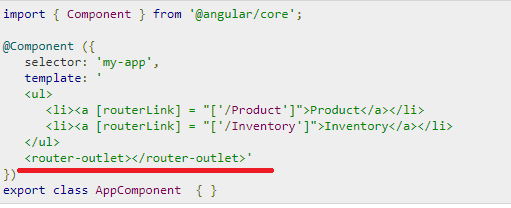 import { Component } from '@angular/core';
@Component ({
selector: 'my-app',
template: '
<ul>
<li><a [routerLink] = "['/Product']">Product</a></li>
<li><a [routerLink] = "['/Inventory']">Inventory</a></li>
</ul>
<router-outlet></router-outlet>'
})
export class AppComponent { }